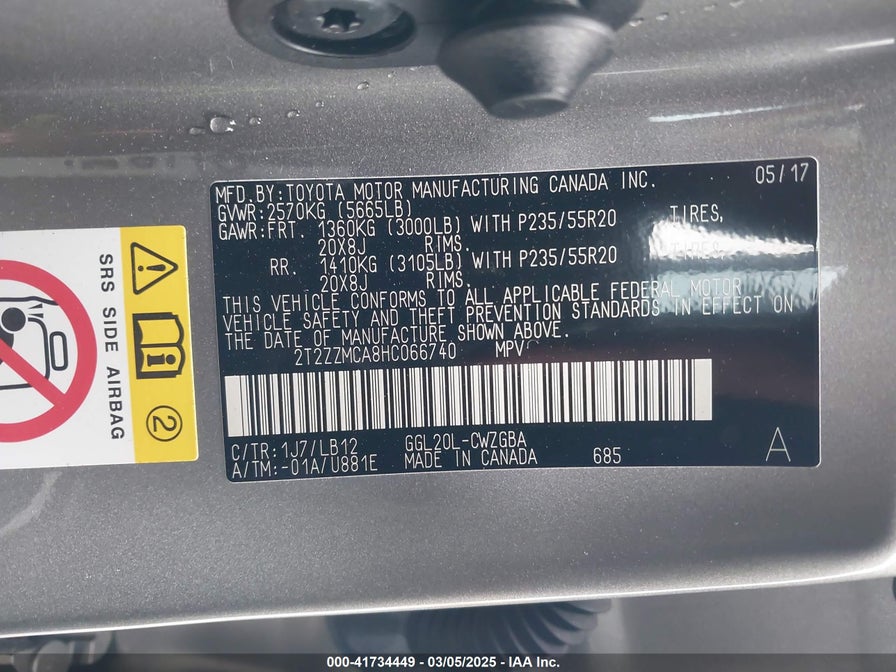 MFD.BY:TOYOTA MOTOR MANUFACTURING CANADA INC. 05/17
GVWR:2570KG (5665LB)
GAWR:FRT. 1360KG (3000LB) WITH P235/55R20 TIRES,
20X8J RIMS.
RR. 1410KG (3105LB) WITH P235/55R20 TIRES,
20X8J RIMS.
THIS VEHICLE CONFORMS TO ALL APPLICABLE FEDERAL MOTOR
VEHICLE SAFETY AND THEFT PREVENTION STANDARDS IN EFFECT ON
THE DATE OF MANUFACTURE SHOWN ABOVE.
2T2ZZMCA8HC066740 MPV
C/TR:1J7/LB12 GGL20L-CWZGBA
A/TM:-01A/U881E MADE IN CANADA 685 A
SRS SIDE AIRBAG
2
000-41734449 - 03/05/2025 - IAA Inc.